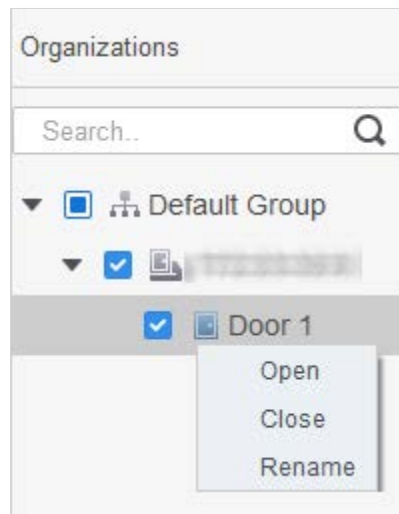 Organizations
Search..
Default Group
Door 1
Open
Close
Rename